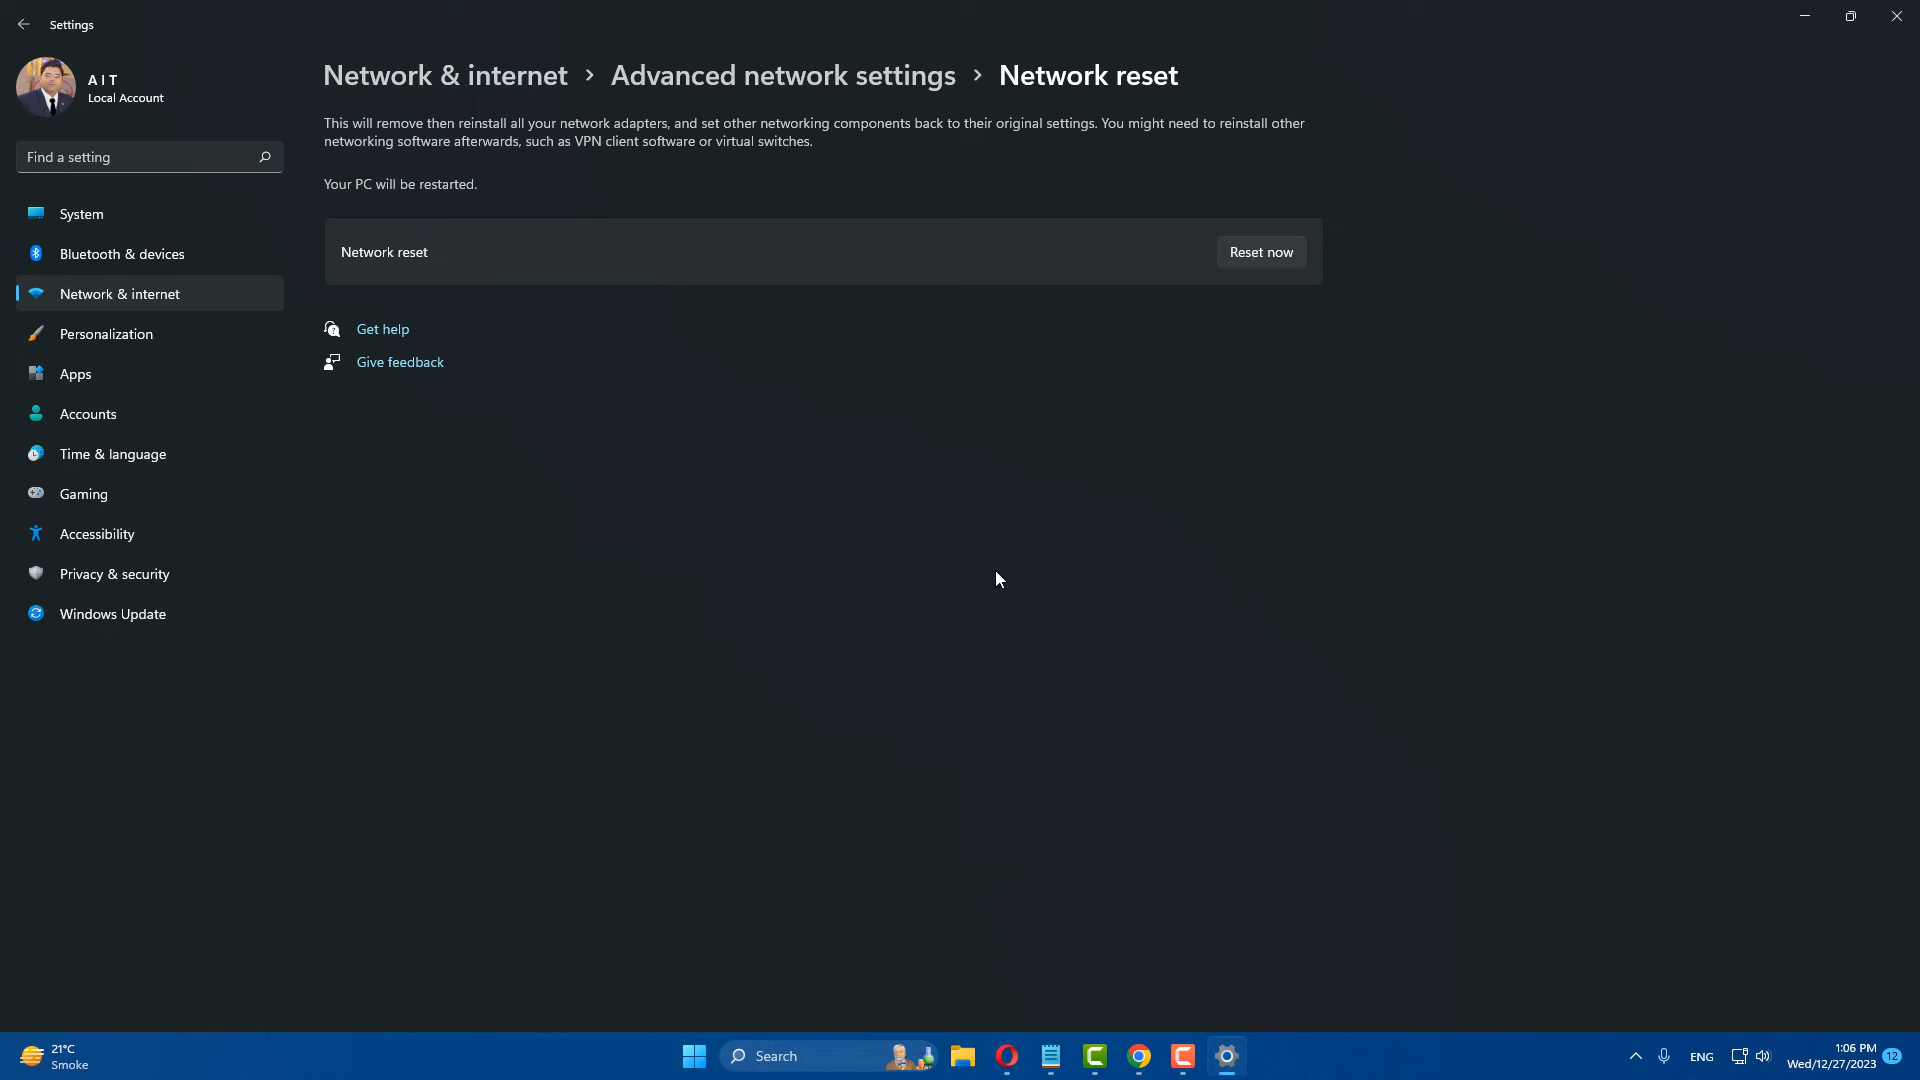 Settings
A I T
Local Account
Find a setting
System
Bluetooth & devices
Network & internet
Personalization
Apps
Accounts
Time & language
Gaming
Accessibility
Privacy & security
Windows Update
Network & internet > Advanced network settings > Network reset
This will remove then reinstall all your network adapters, and set other networking components back to their original settings. You might need to reinstall other
networking software afterwards, such as VPN client software or virtual switches.
Your PC will be restarted.
Network reset Reset now
Get help
Give feedback
21°C
Smoke
Search
ENG
1:06 PM
Wed/12/27/2023
12